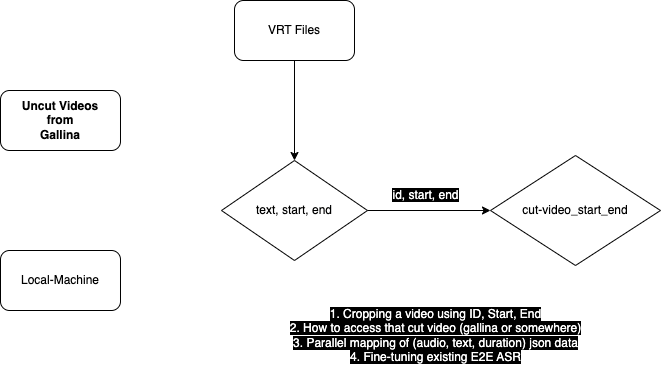 VRT Files
Uncut Videos
from
Gallina
text, start, end
id, start, end
cut-video_start_end
Local-Machine
1. Cropping a video using ID, Start, End
2. How to access that cut video (gallina or somewhere)
3. Parallel mapping of (audio, text, duration) json data
4. Fine-tuning existing E2E ASR